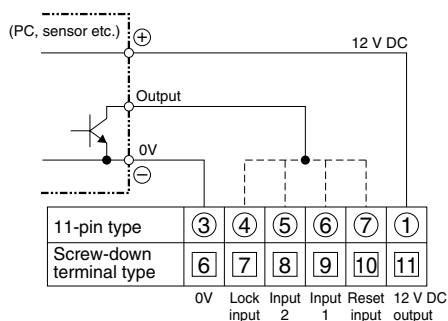 (PC, sensor etc.)
⊕
12 V DC
Output
0V
⊖
11-pin type ③ ④ ⑤ ⑥ ⑦ ①
Screw-down
terminal type 6 7 8 9 10 11
0V Lock input Input 2 Input 1 Reset input 12 V DC output